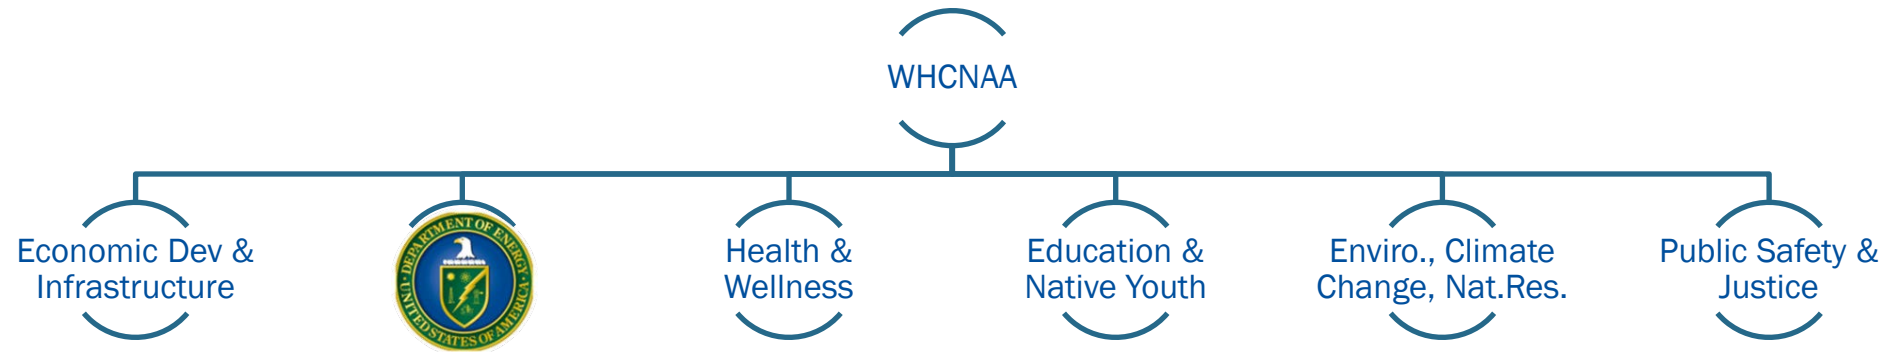 WHCNAA
Economic Dev &
Infrastructure
DEPARTMENT OF ENERGY
UNITED STATES OF AMERICA
Health &
Wellness
Education &
Native Youth
Enviro., Climate
Change, Nat.Res.
Public Safety &
Justice